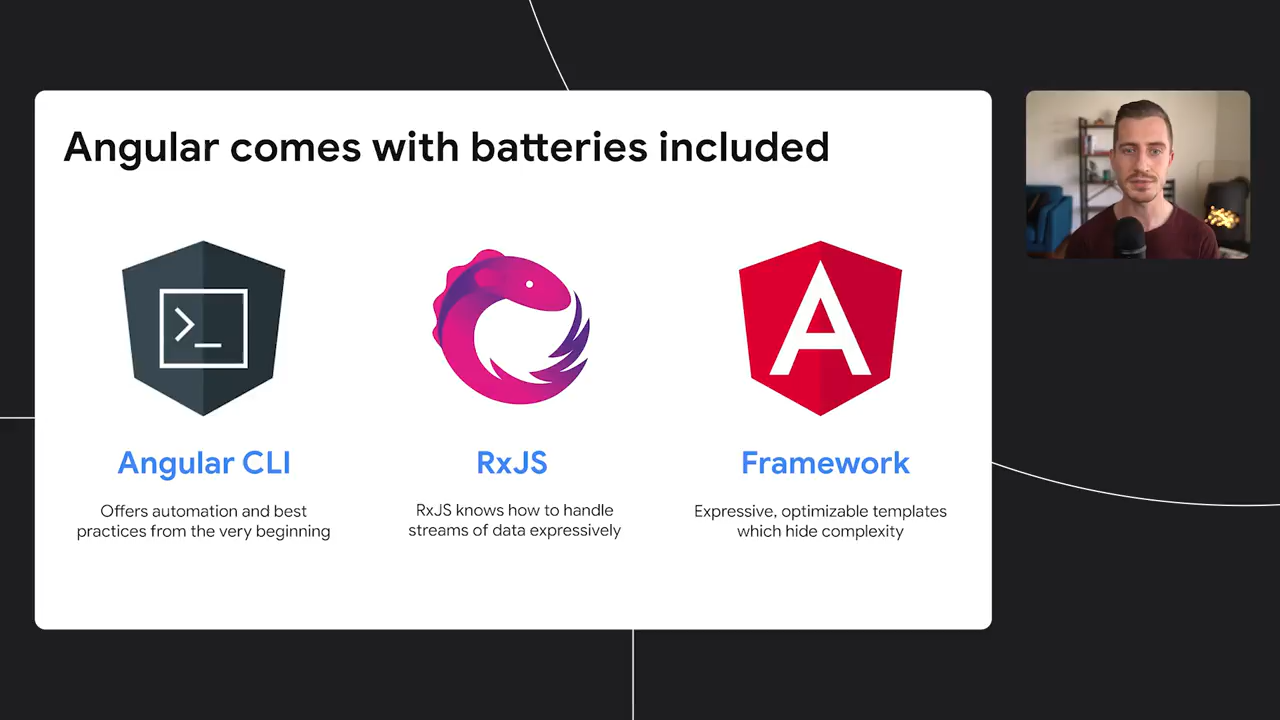 Angular comes with batteries included
Angular CLI
Offers automation and best
practices from the very beginning
RxJS
RxJS knows how to handle
streams of data expressively
Framework
Expressive, optimizable templates
which hide complexity